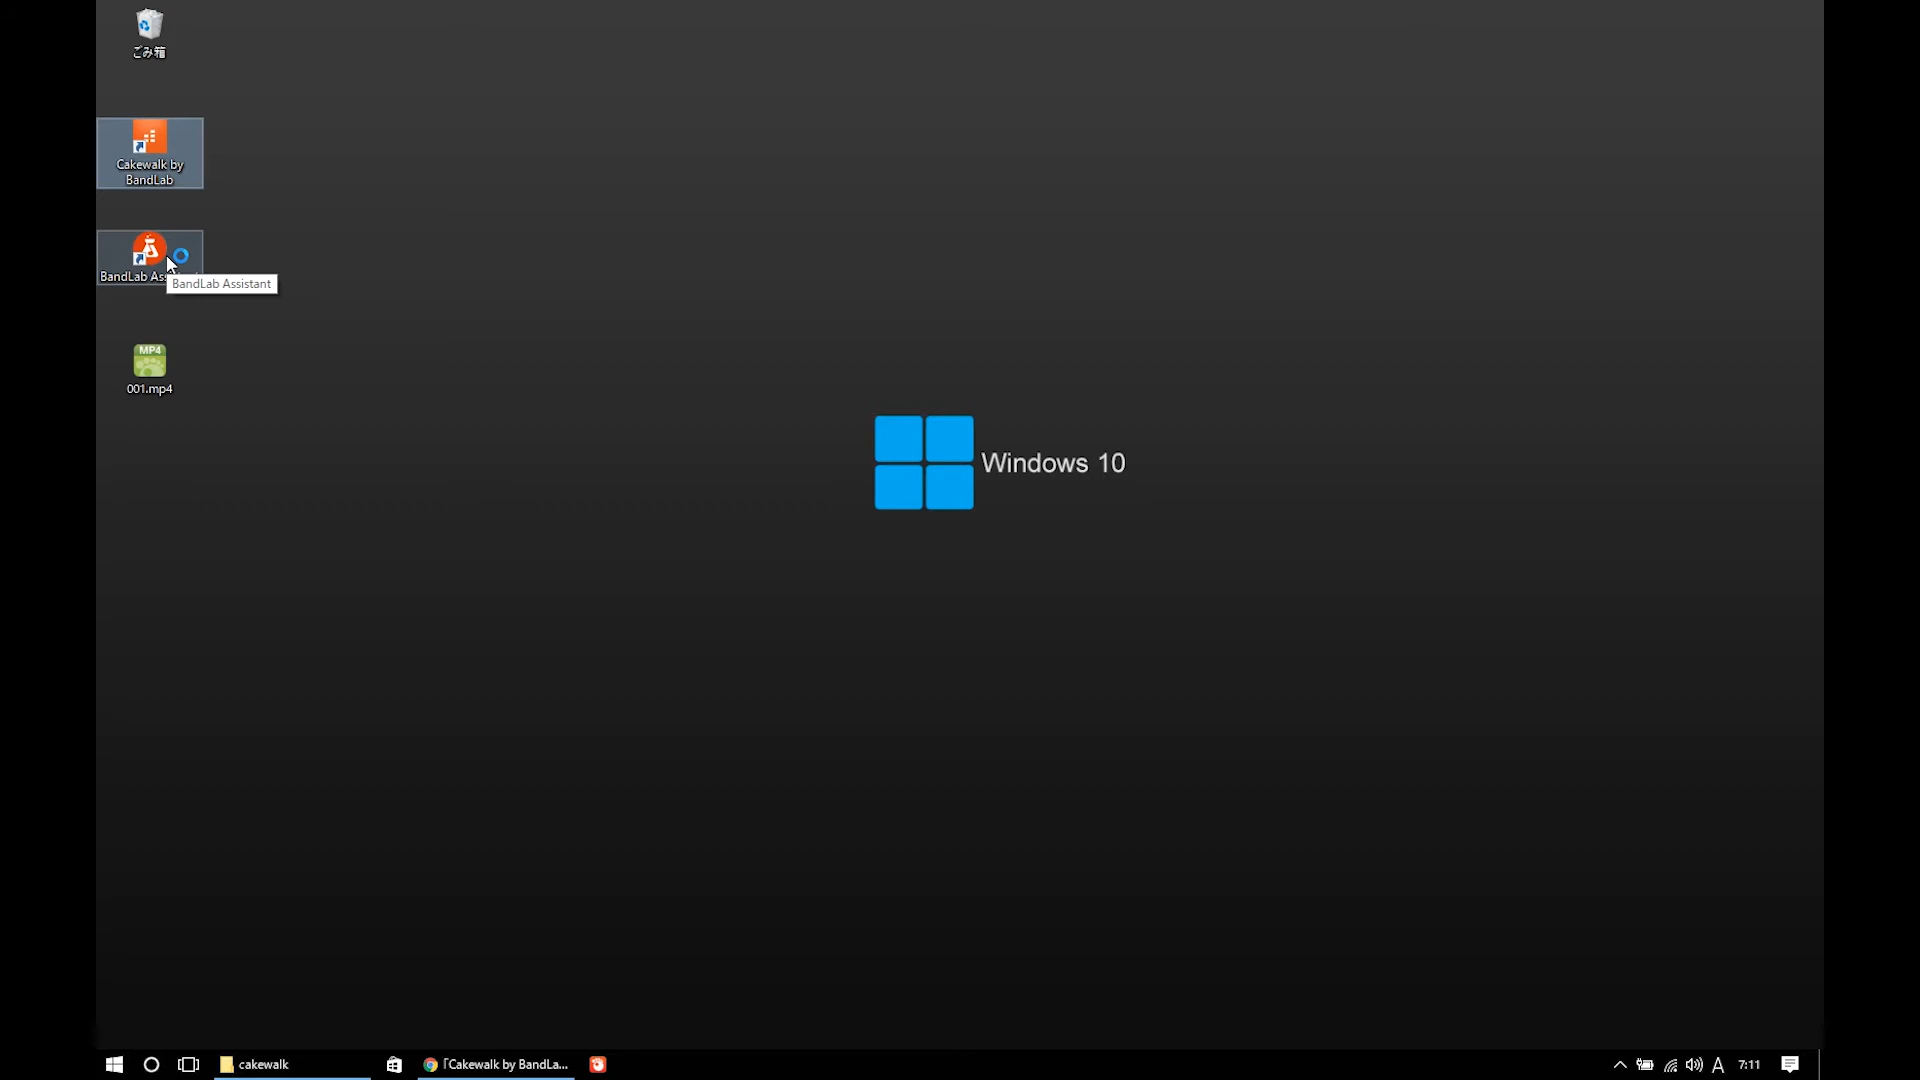 ごみ箱
Cakewalk by
BandLab
BandLab Ass
BandLab Assistant
MP4
001.mp4
Windows 10
cakewalk
「Cakewalk by BandLa...
A
7:11